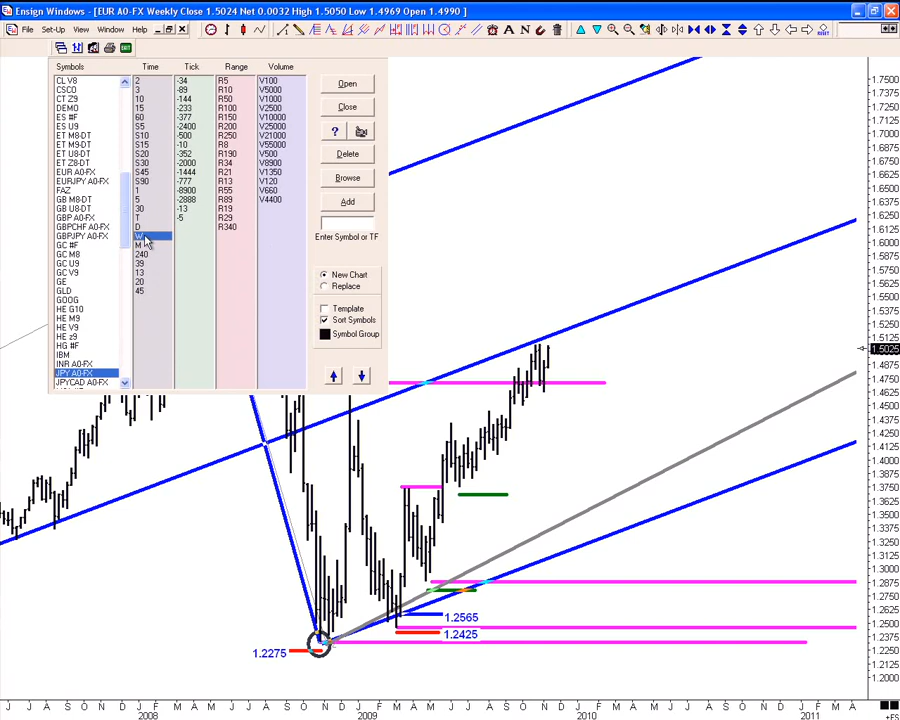 Ensign Windows - [EUR A0-FX Weekly Close 1.5024 Net 0.0032 High 1.5050 Low 1.4969 Open 1.4990 ]
File Set-Up View Window Help
Symbols Time Tick Range Volume
CL V8 2 -34 R5 V100
CSCO 3 -89 R10 V5000
CT Z9 10 -144 R50 V1000
DEMO 15 -233 R100 V2500
ES #F 60 -377 R150 V10000
ES U9 S5 -2400 R200 V25000
ET M8-DT S10 -500 R250 V21000
ET M9-DT S15 -10 R8 V55000
ET U8-DT S20 -352 R190 V500
ET Z8-DT S30 -2000 R34 V8900
EUR A0-FX S45 -1444 R21 V1350
EURJPY A0-FX S90 -777 R13 V120
FAZ 1 -8900 R55 V660
GB M8-DT 5 -2888 R89 V4400
GB U8-DT 30 -13 R19
GBP A0-FX T -5 R29
GBPCHF A0-FX D R340
GBPJPY A0-FX W
GC #F M
GC M8 240
GC U9 39
GC V9 13
GE 20
GLD 45
GOOG
HE G10
HE M9
HE V9
HE z9
HG #F
IBM
INR A0-FX
JPY A0-FX
JPYCAD A0-FX
Open
Close
?
Delete
Browse
Add
Enter Symbol or TF
New Chart
Replace
Template
Sort Symbols
Symbol Group
1.7500
1.7375
1.7250
1.7125
1.7000
1.6875
1.6750
1.6625
1.6500
1.6375
1.6250
1.6125
1.6000
1.5875
1.5750
1.5625
1.5500
1.5375
1.5250
1.5125
1.5025
1.4875
1.4750
1.4625
1.4500
1.4375
1.4250
1.4125
1.4000
1.3875
1.3750
1.3625
1.3500
1.3375
1.3250
1.3125
1.3000
1.2875
1.2750
1.2625
1.2500
1.2375
1.2250
1.2125
1.2000
1.2565
1.2425
1.2275
J A S O N D J F M A M J J A S O N D J F M A M J J A S O N D J F M A M J J A S O N D J F M A
2008 2009 2010 2011
+FS